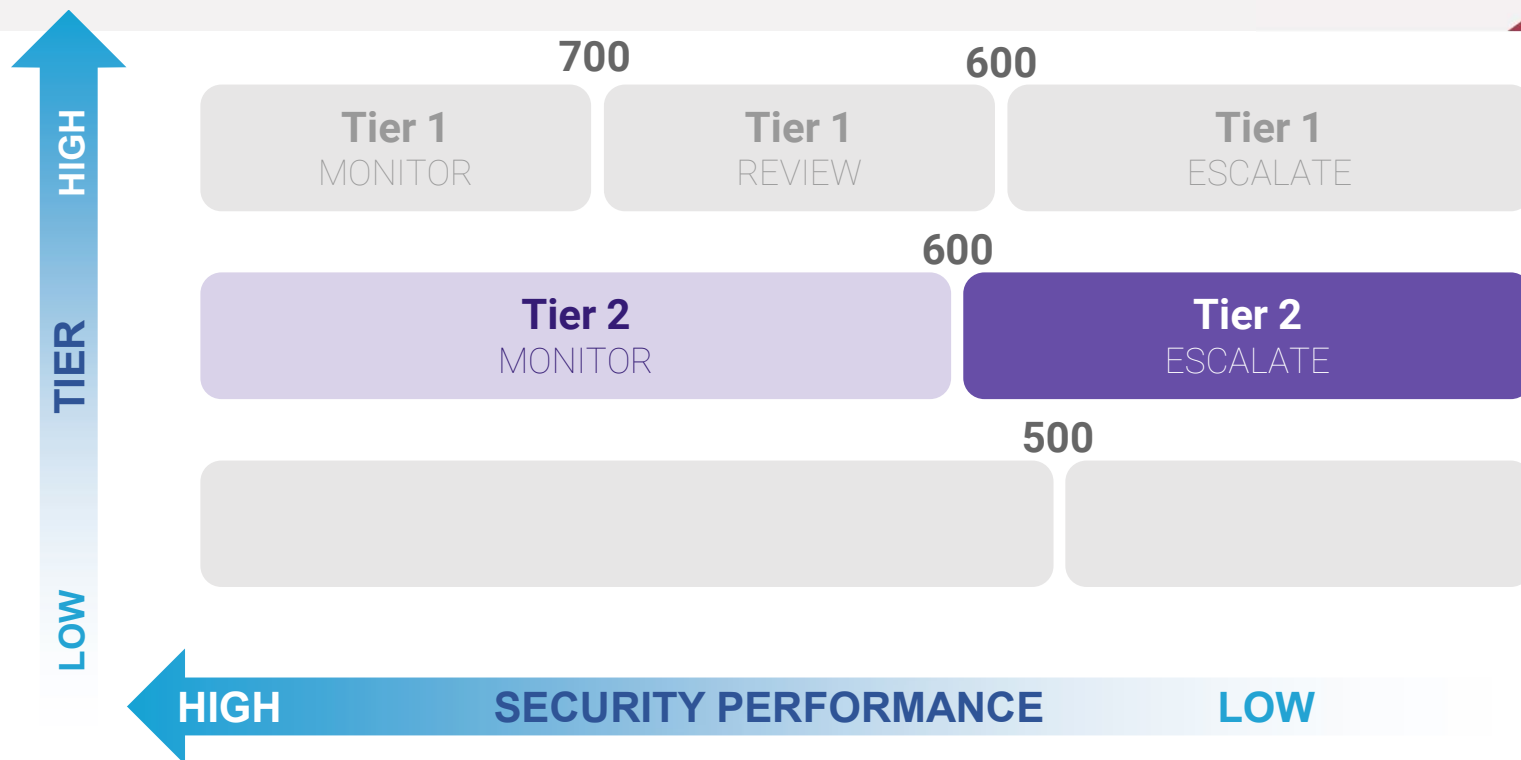 700
600
Tier 1
MONITOR
Tier 1
REVIEW
Tier 1
ESCALATE
600
Tier 2
MONITOR
Tier 2
ESCALATE
500
HIGH
TIER
LOW
HIGH
SECURITY PERFORMANCE
LOW